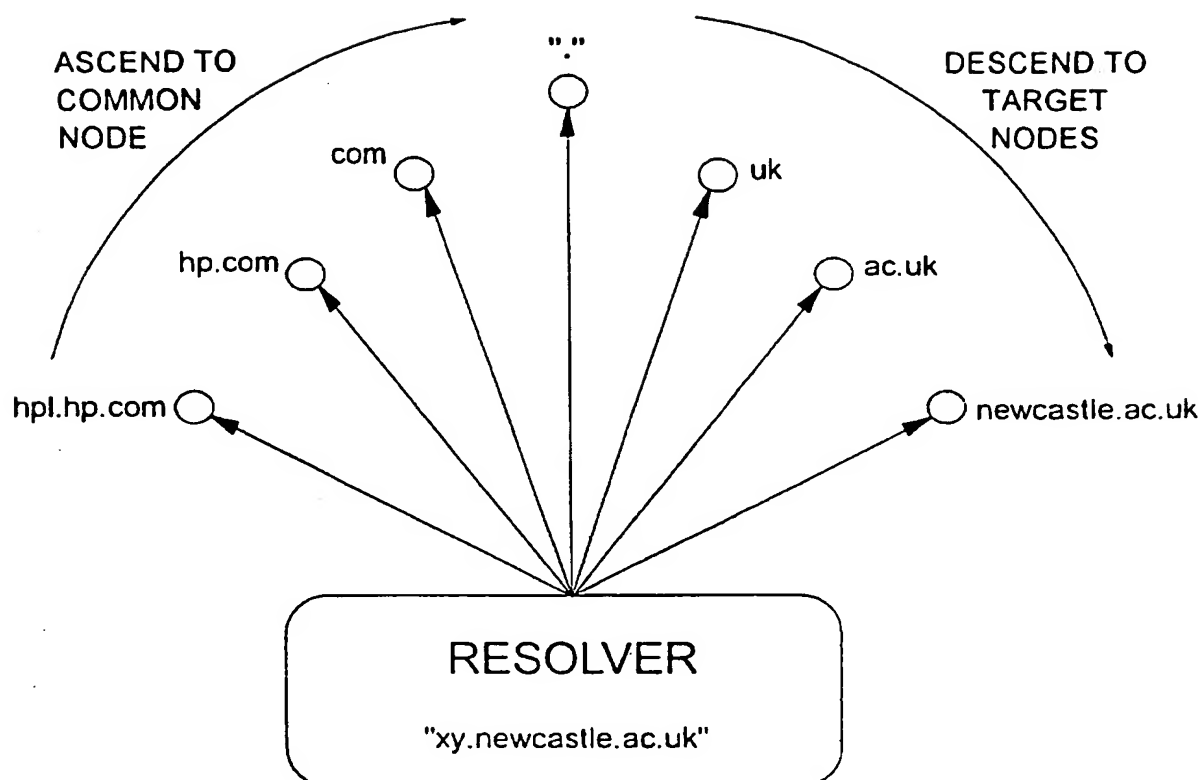 "."
ASCEND TO
COMMON
NODE
DESCEND TO
TARGET
NODES
com
uk
hp.com
ac.uk
hpl.hp.com
newcastle.ac.uk
RESOLVER
"xy.newcastle.ac.uk"